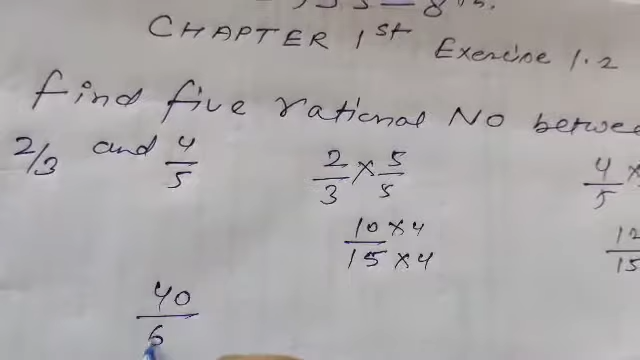 CHAPTER 1st Exercise 1.2
find five rational NO
2/3 and 4/5 2/3 × 5/5 4/5 ×
10×4/15×4 12/15
40/6